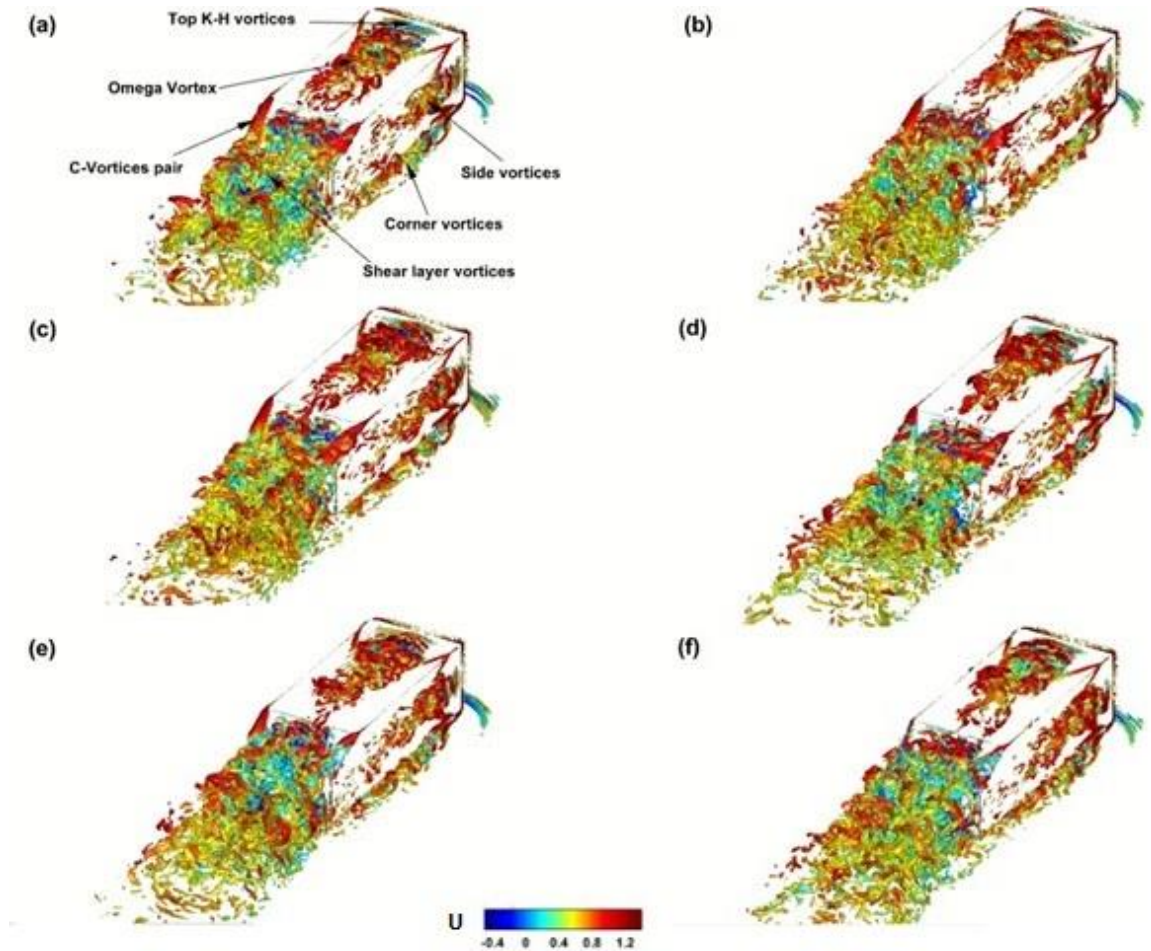 (a)
Top K-H vortices
(b)
Omega Vortex
C-Vortices pair
Side vortices
Corner vortices
Shear layer vortices
(c)
(d)
(e)
(f)
U
-0.4 0 0.4 0.8 1.2